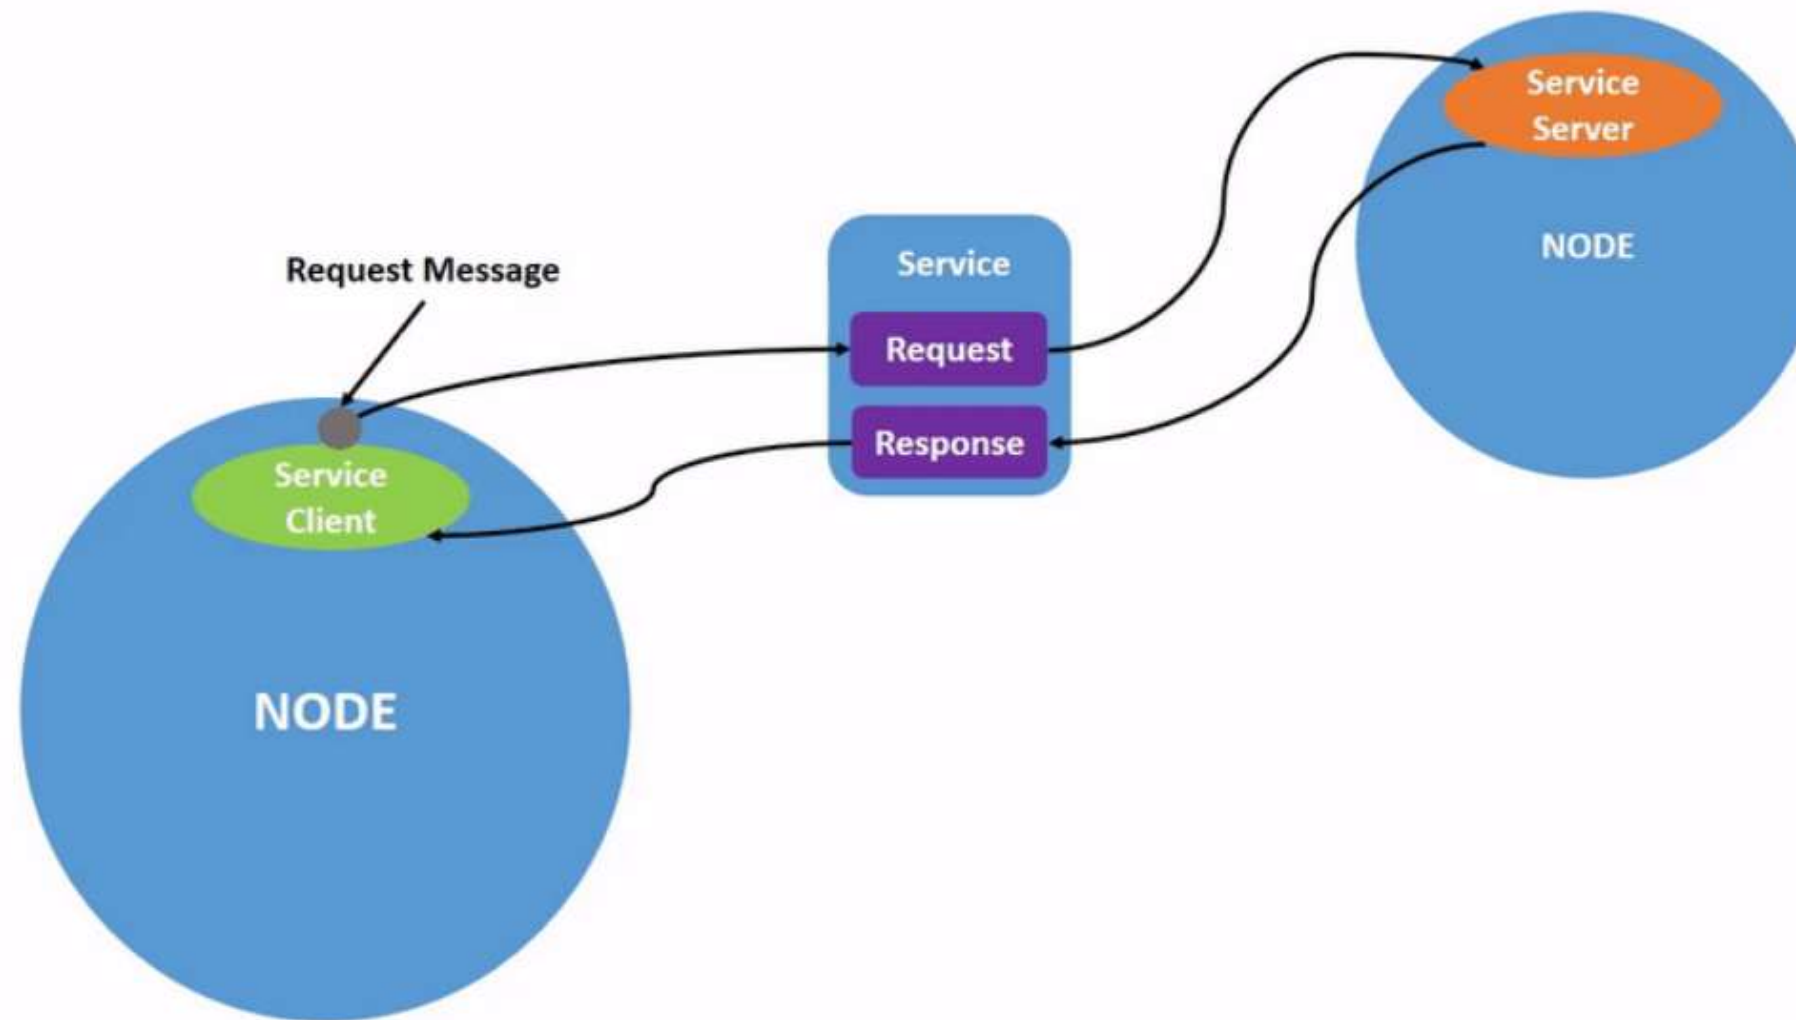 Service
Server
NODE
Service
Request Message
Request
Response
Service
Client
NODE